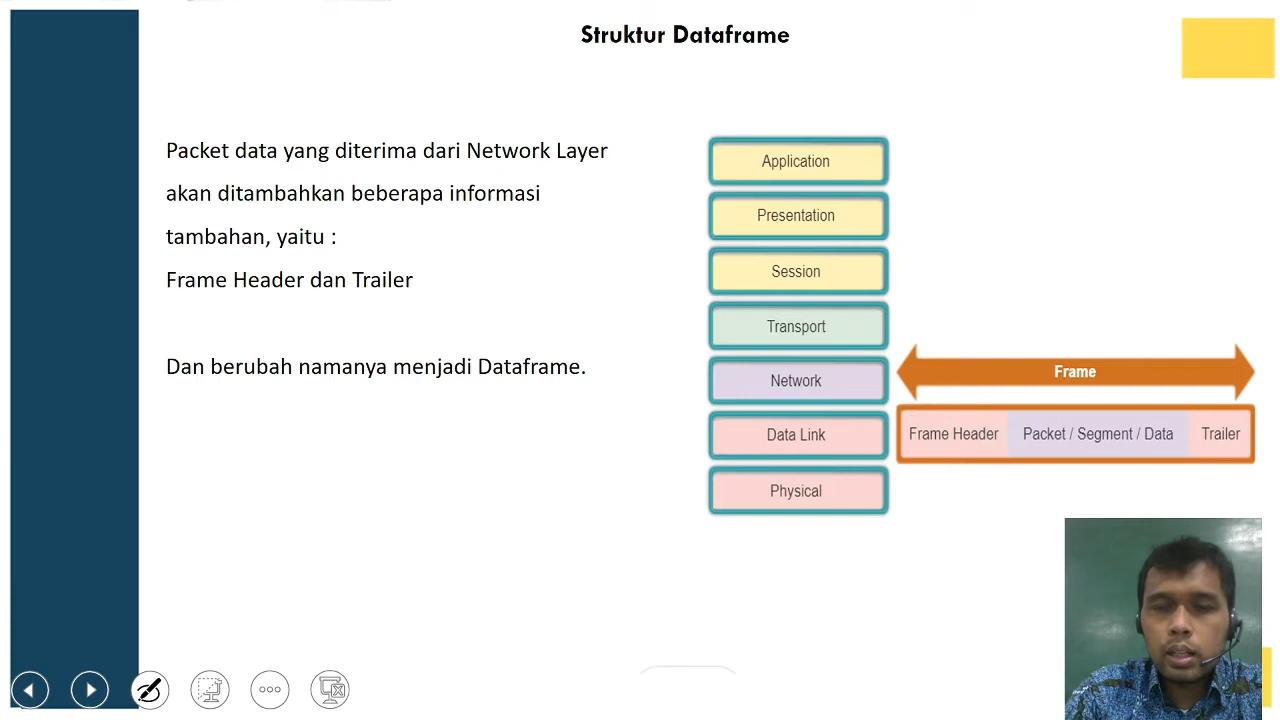 Struktur Dataframe
Packet data yang diterima dari Network Layer
akan ditambahkan beberapa informasi
tambahan, yaitu :
Frame Header dan Trailer
Dan berubah namanya menjadi Dataframe.
Application
Presentation
Session
Transport
Network
Data Link
Physical
Frame
Frame Header Packet / Segment / Data Trailer